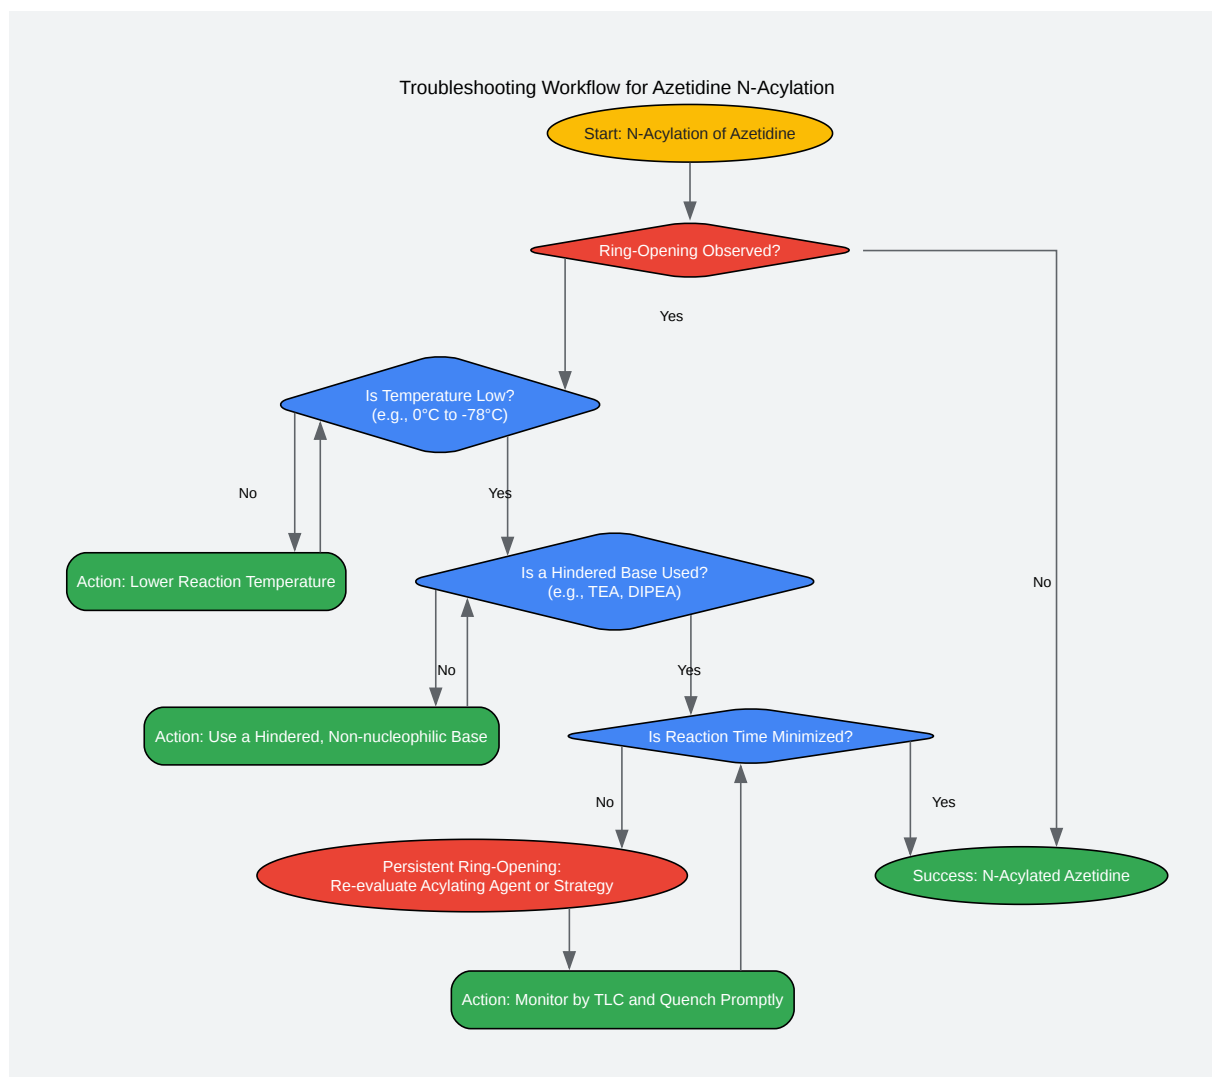 Troubleshooting Workflow for Azetidine N-Acylation
Start: N-Acylation of Azetidine
Ring-Opening Observed?
Yes
Is Temperature Low?
(e.g., 0°C to -78°C)
No
Yes
Is a Hindered Base Used?
(e.g., TEA, DIPEA)
Action: Lower Reaction Temperature
No
No
Yes
Action: Use a Hindered, Non-nucleophilic Base
Is Reaction Time Minimized?
No
Yes
Persistent Ring-Opening:
Re-evaluate Acylating Agent or Strategy
Success: N-Acylated Azetidine
Action: Monitor by TLC and Quench Promptly